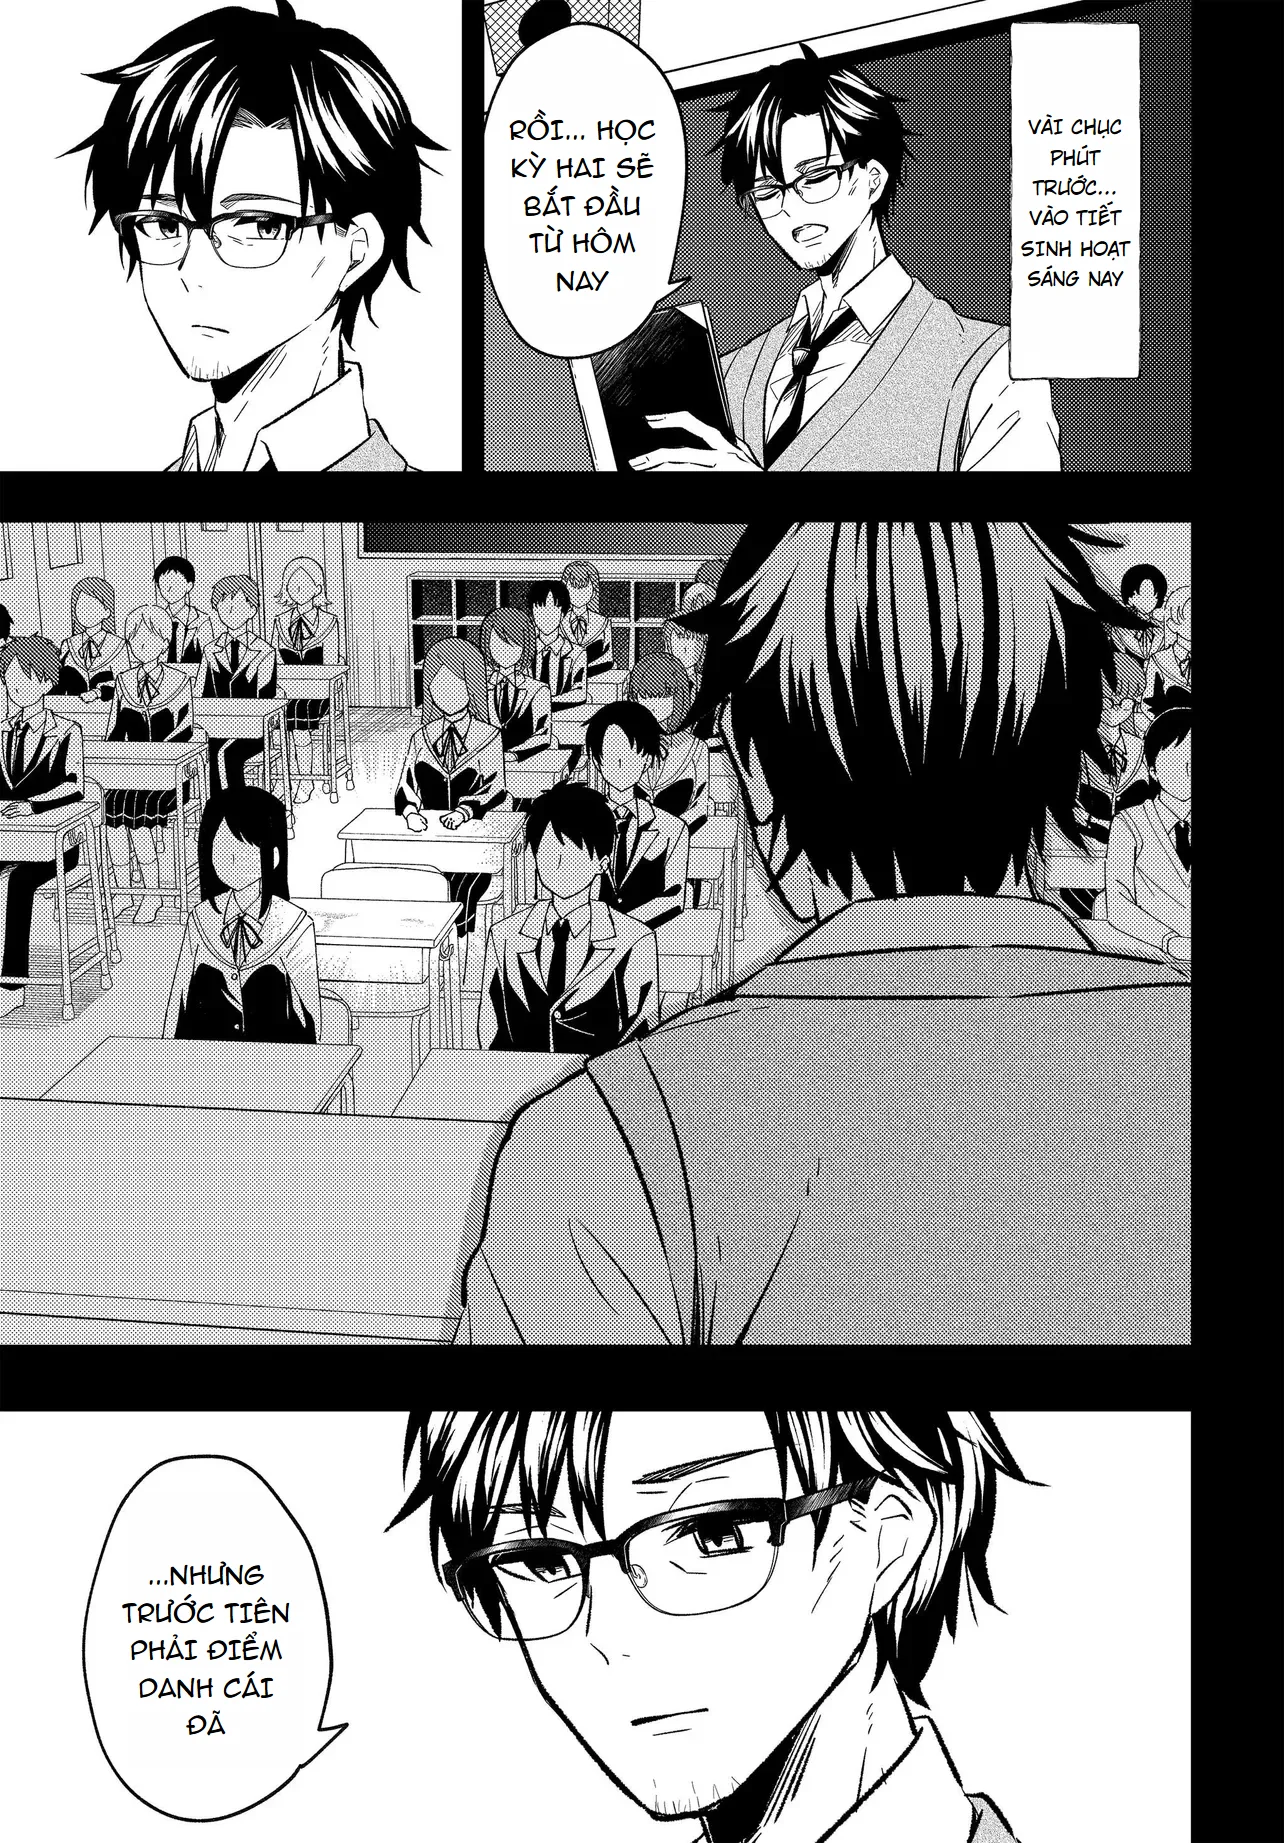 VÀI CHỤC
PHÚT
TRƯỚC...
VÀO TIẾT
SINH HOẠT
SÁNG NAY
RỒI... HỌC
KỲ HAI SẼ
BẮT ĐẦU
TỪ HÔM
NAY
...NHƯNG
TRƯỚC TIÊN
PHẢI ĐIỂM
DANH CÁI
ĐÃ